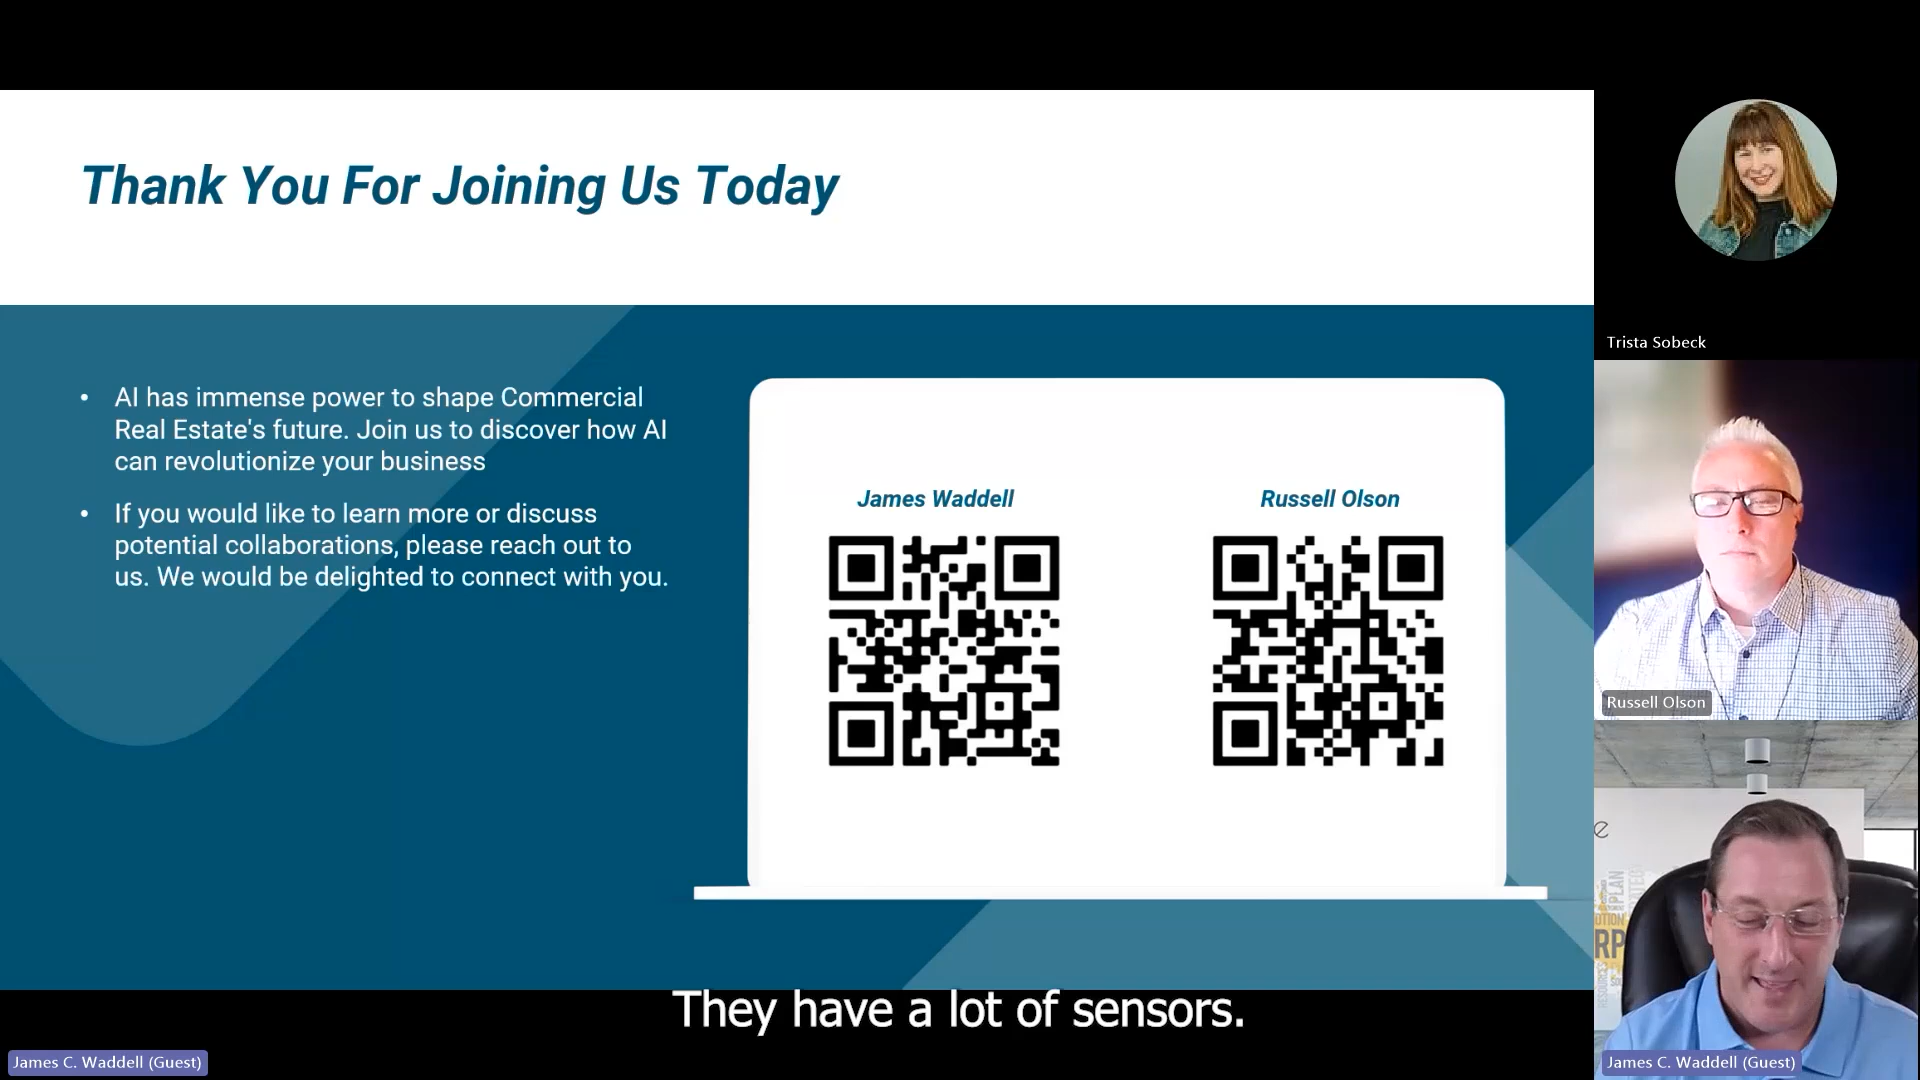 Thank You For Joining Us Today
• AI has immense power to shape Commercial
Real Estate's future. Join us to discover how AI
can revolutionize your business
• If you would like to learn more or discuss
potential collaborations, please reach out to
us. We would be delighted to connect with you.
James Waddell
Russell Olson
Trista Sobeck
Russell Olson
PLAN
RP
They have a lot of sensors.
James C. Waddell (Guest)
James C. Waddell (Guest)